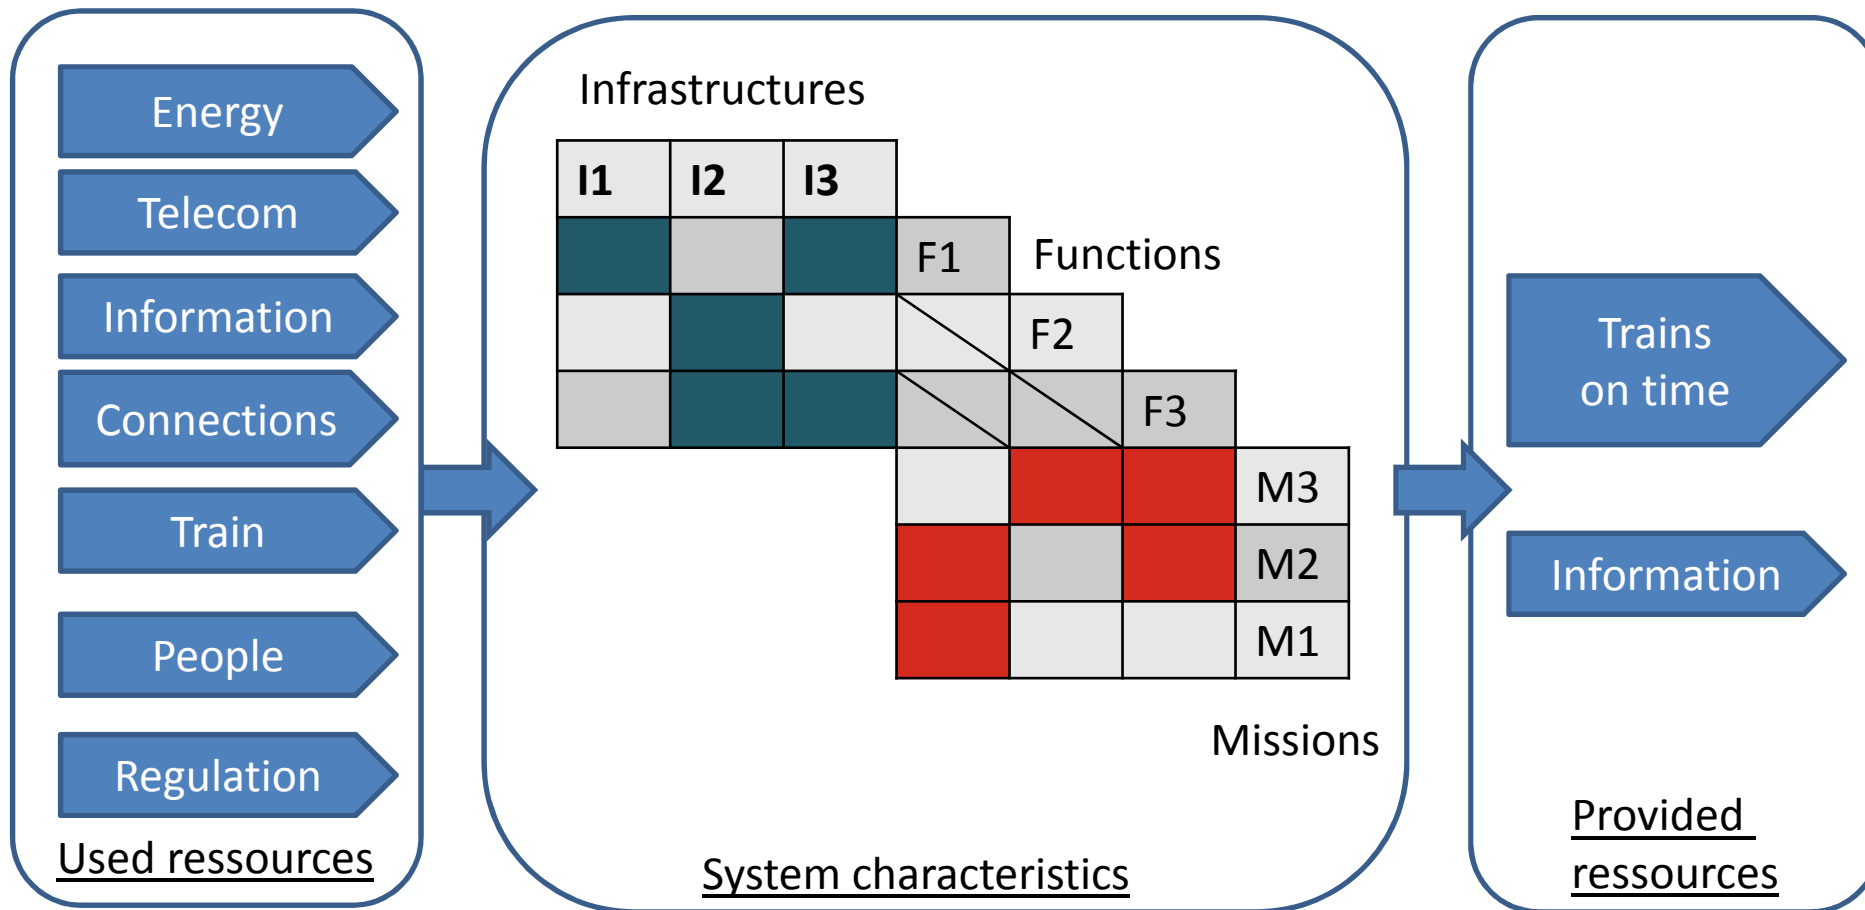 Energy
Telecom
Information
Connections
Train
People
Regulation
Used ressources
Infrastructures
I1 I2 I3
F1 Functions
F2
F3
M3
M2
M1
Missions
System characteristics
Trains
on time
Information
Provided
ressources